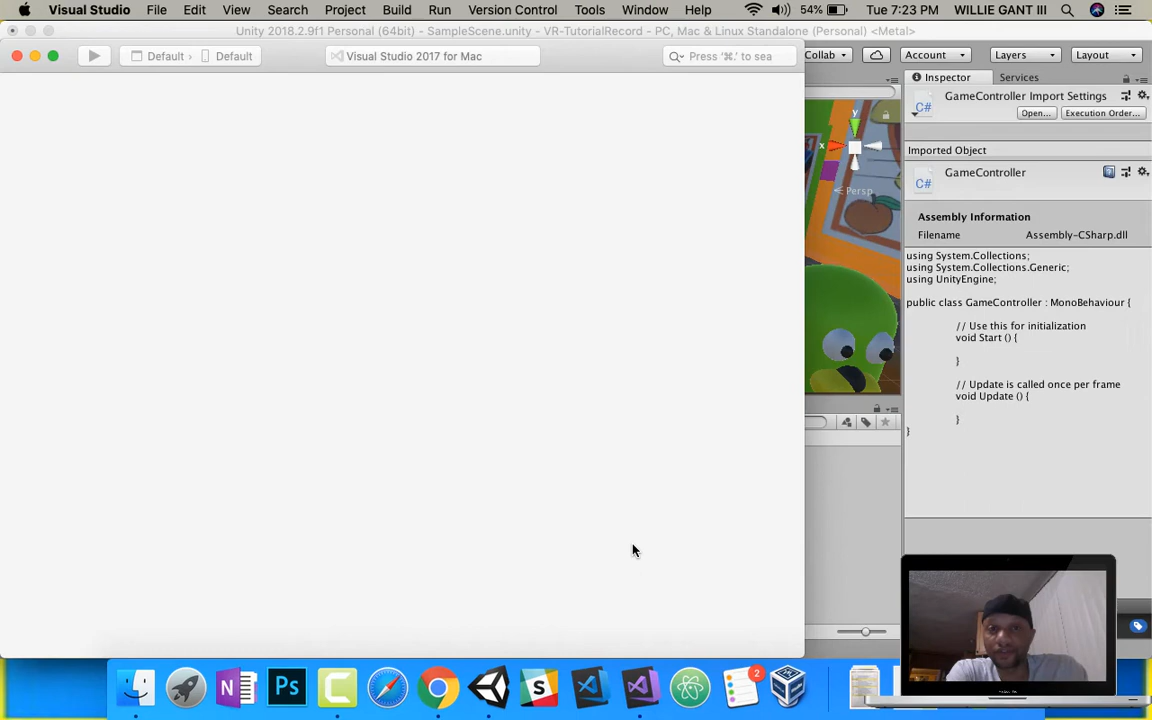 Visual Studio File Edit View Search Project Build Run Version Control Tools Window Help 54% Tue 7:23 PM WILLIE GANT III
Unity 2018.2.9f1 Personal (64bit) - SampleScene.unity - VR-TutorialRecord - PC, Mac & Linux Standalone (Personal) <Metal>
Default › Default Visual Studio 2017 for Mac Press '⌘.' to sea
Collab Account Layers Layout
Inspector Services
GameController Import Settings
Open... Execution Order...
Imported Object
GameController
C#
C#
Assembly Information
Filename Assembly-CSharp.dll
using System.Collections;
using System.Collections.Generic;
using UnityEngine;
public class GameController : MonoBehaviour {
// Use this for initialization
void Start () {
}
// Update is called once per frame
void Update () {
}
}
y
x
Persp
N
Ps
C
S
2